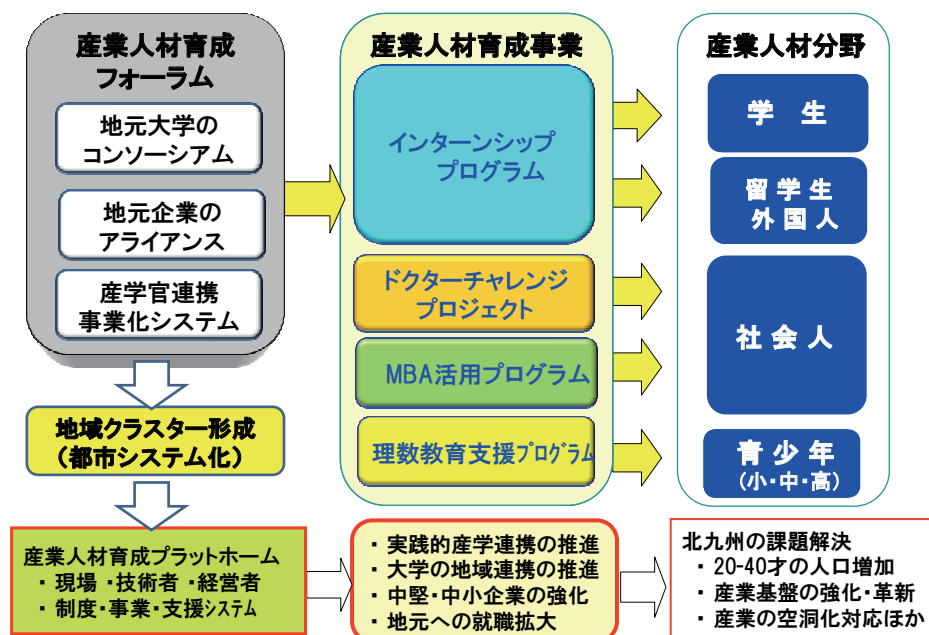 産業人材育成
フォーラム
地元大学の
コンソーシアム
地元企業の
アライアンス
産学官連携
事業化システム
地域クラスター形成
（都市システム化）
産業人材育成プラットホーム
・現場・技術者・経営者
・制度・事業・支援システム
産業人材育成事業
インターンシップ
プログラム
ドクターチャレンジ
プロジェクト
MBA活用プログラム
理数教育支援プログラム
・実践的産学連携の推進
・大学の地域連携の推進
・中堅・中小企業の強化
・地元への就職拡大
産業人材分野
学　生
留学生
外国人
社会人
青少年
（小・中・高）
北九州の課題解決
・20-40才の人口増加
・産業基盤の強化・革新
・産業の空洞化対応ほか